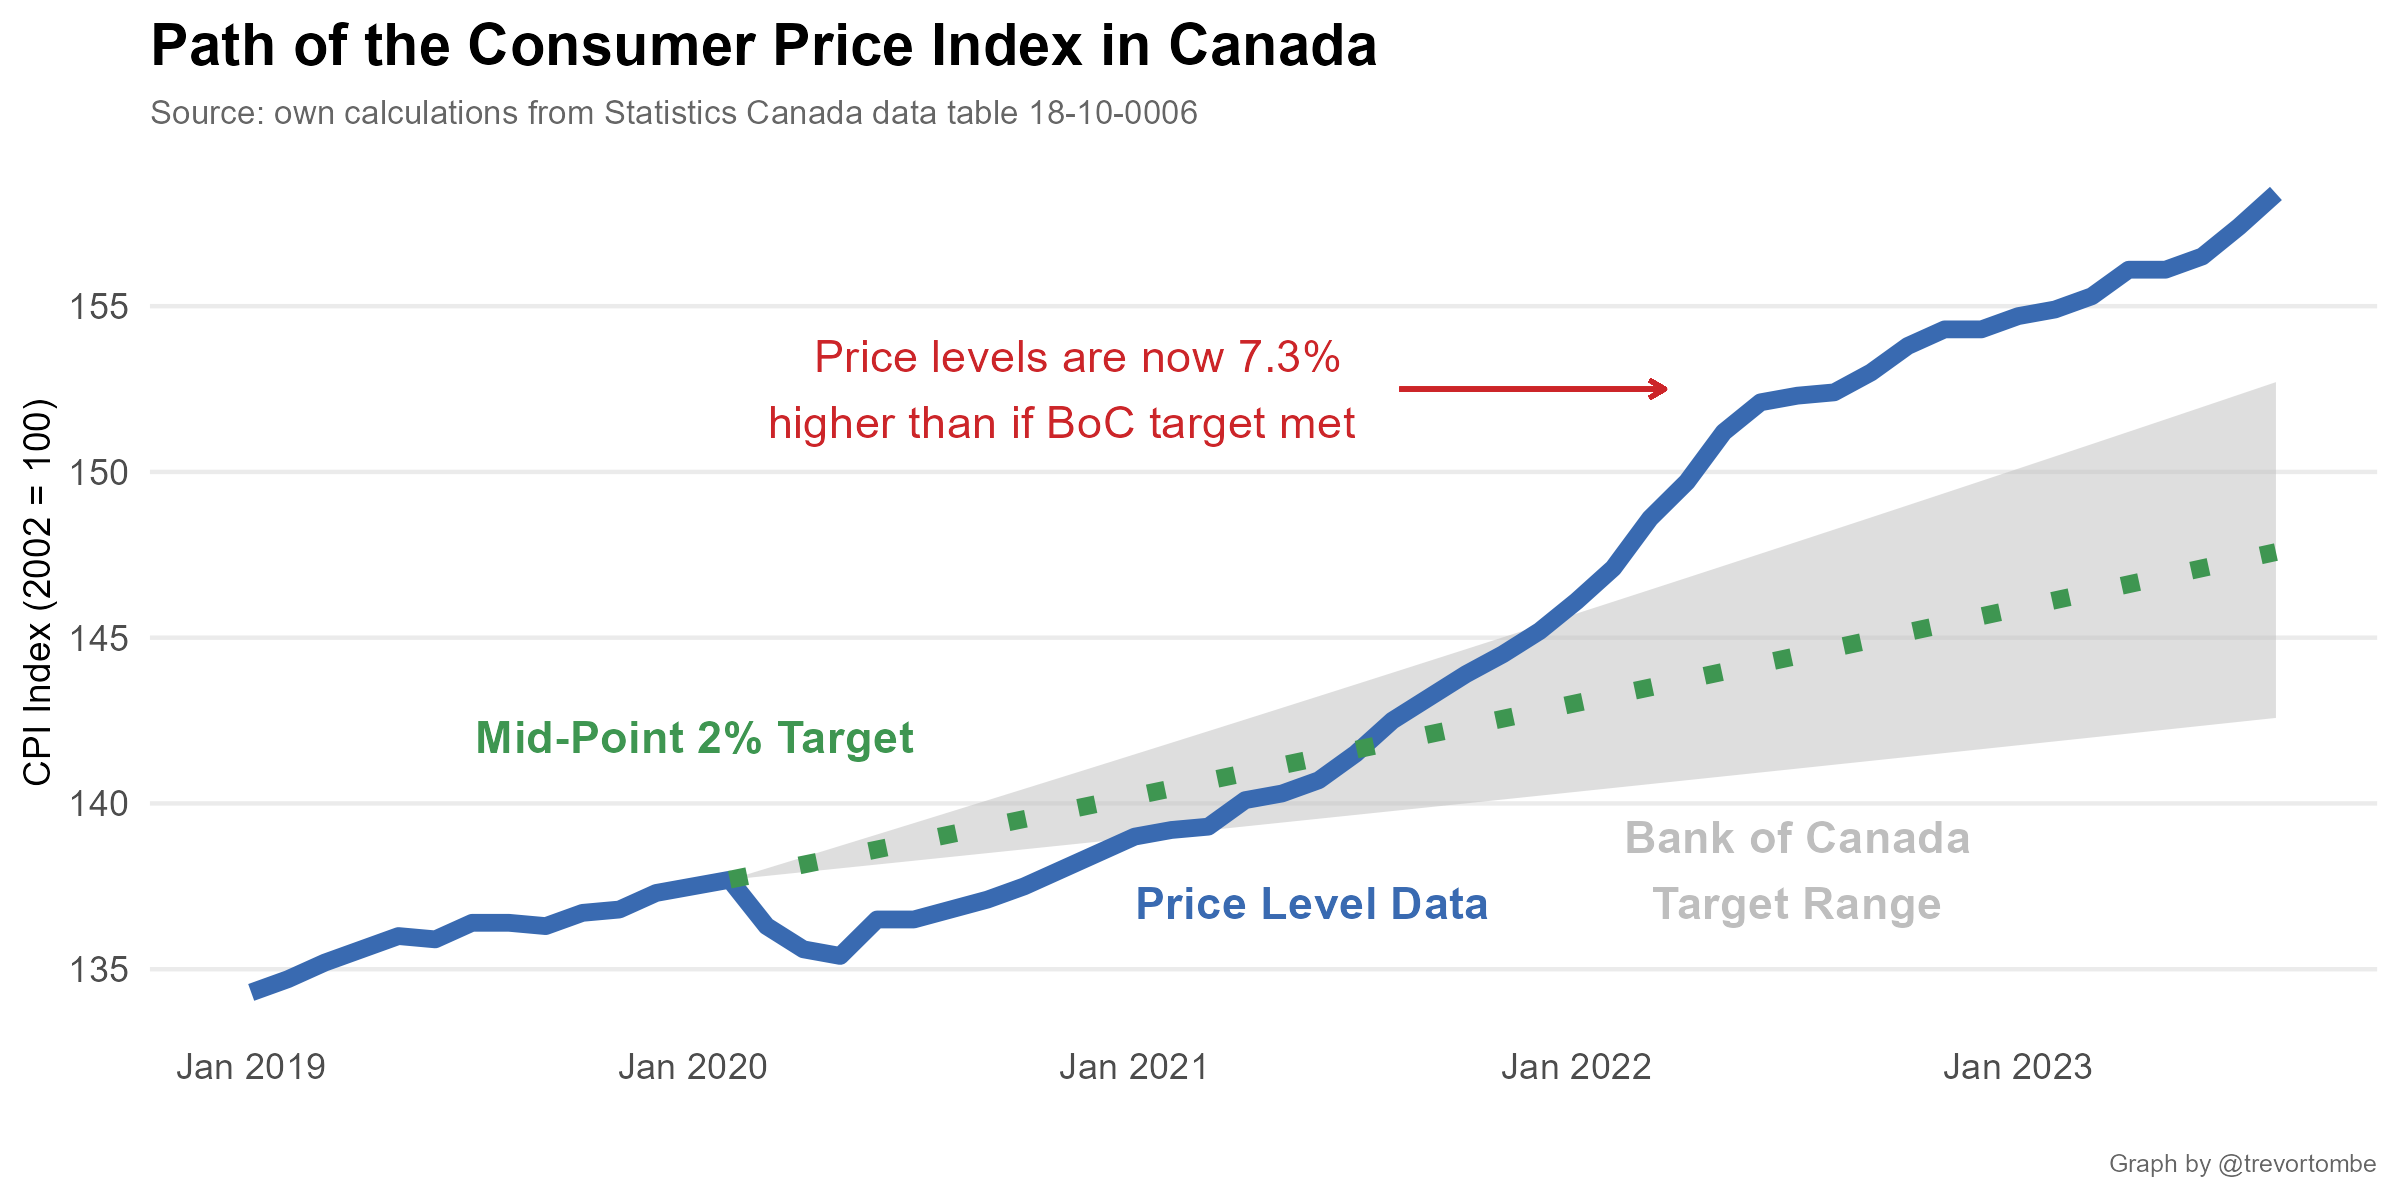 Path of the Consumer Price Index in Canada
Source: own calculations from Statistics Canada data table 18-10-0006
CPI Index (2002 = 100)
155
150
145
140
135
Price levels are now 7.3%
higher than if BoC target met
Mid-Point 2% Target
Price Level Data
Bank of Canada
Target Range
Jan 2019
Jan 2020
Jan 2021
Jan 2022
Jan 2023
Graph by @trevortombe